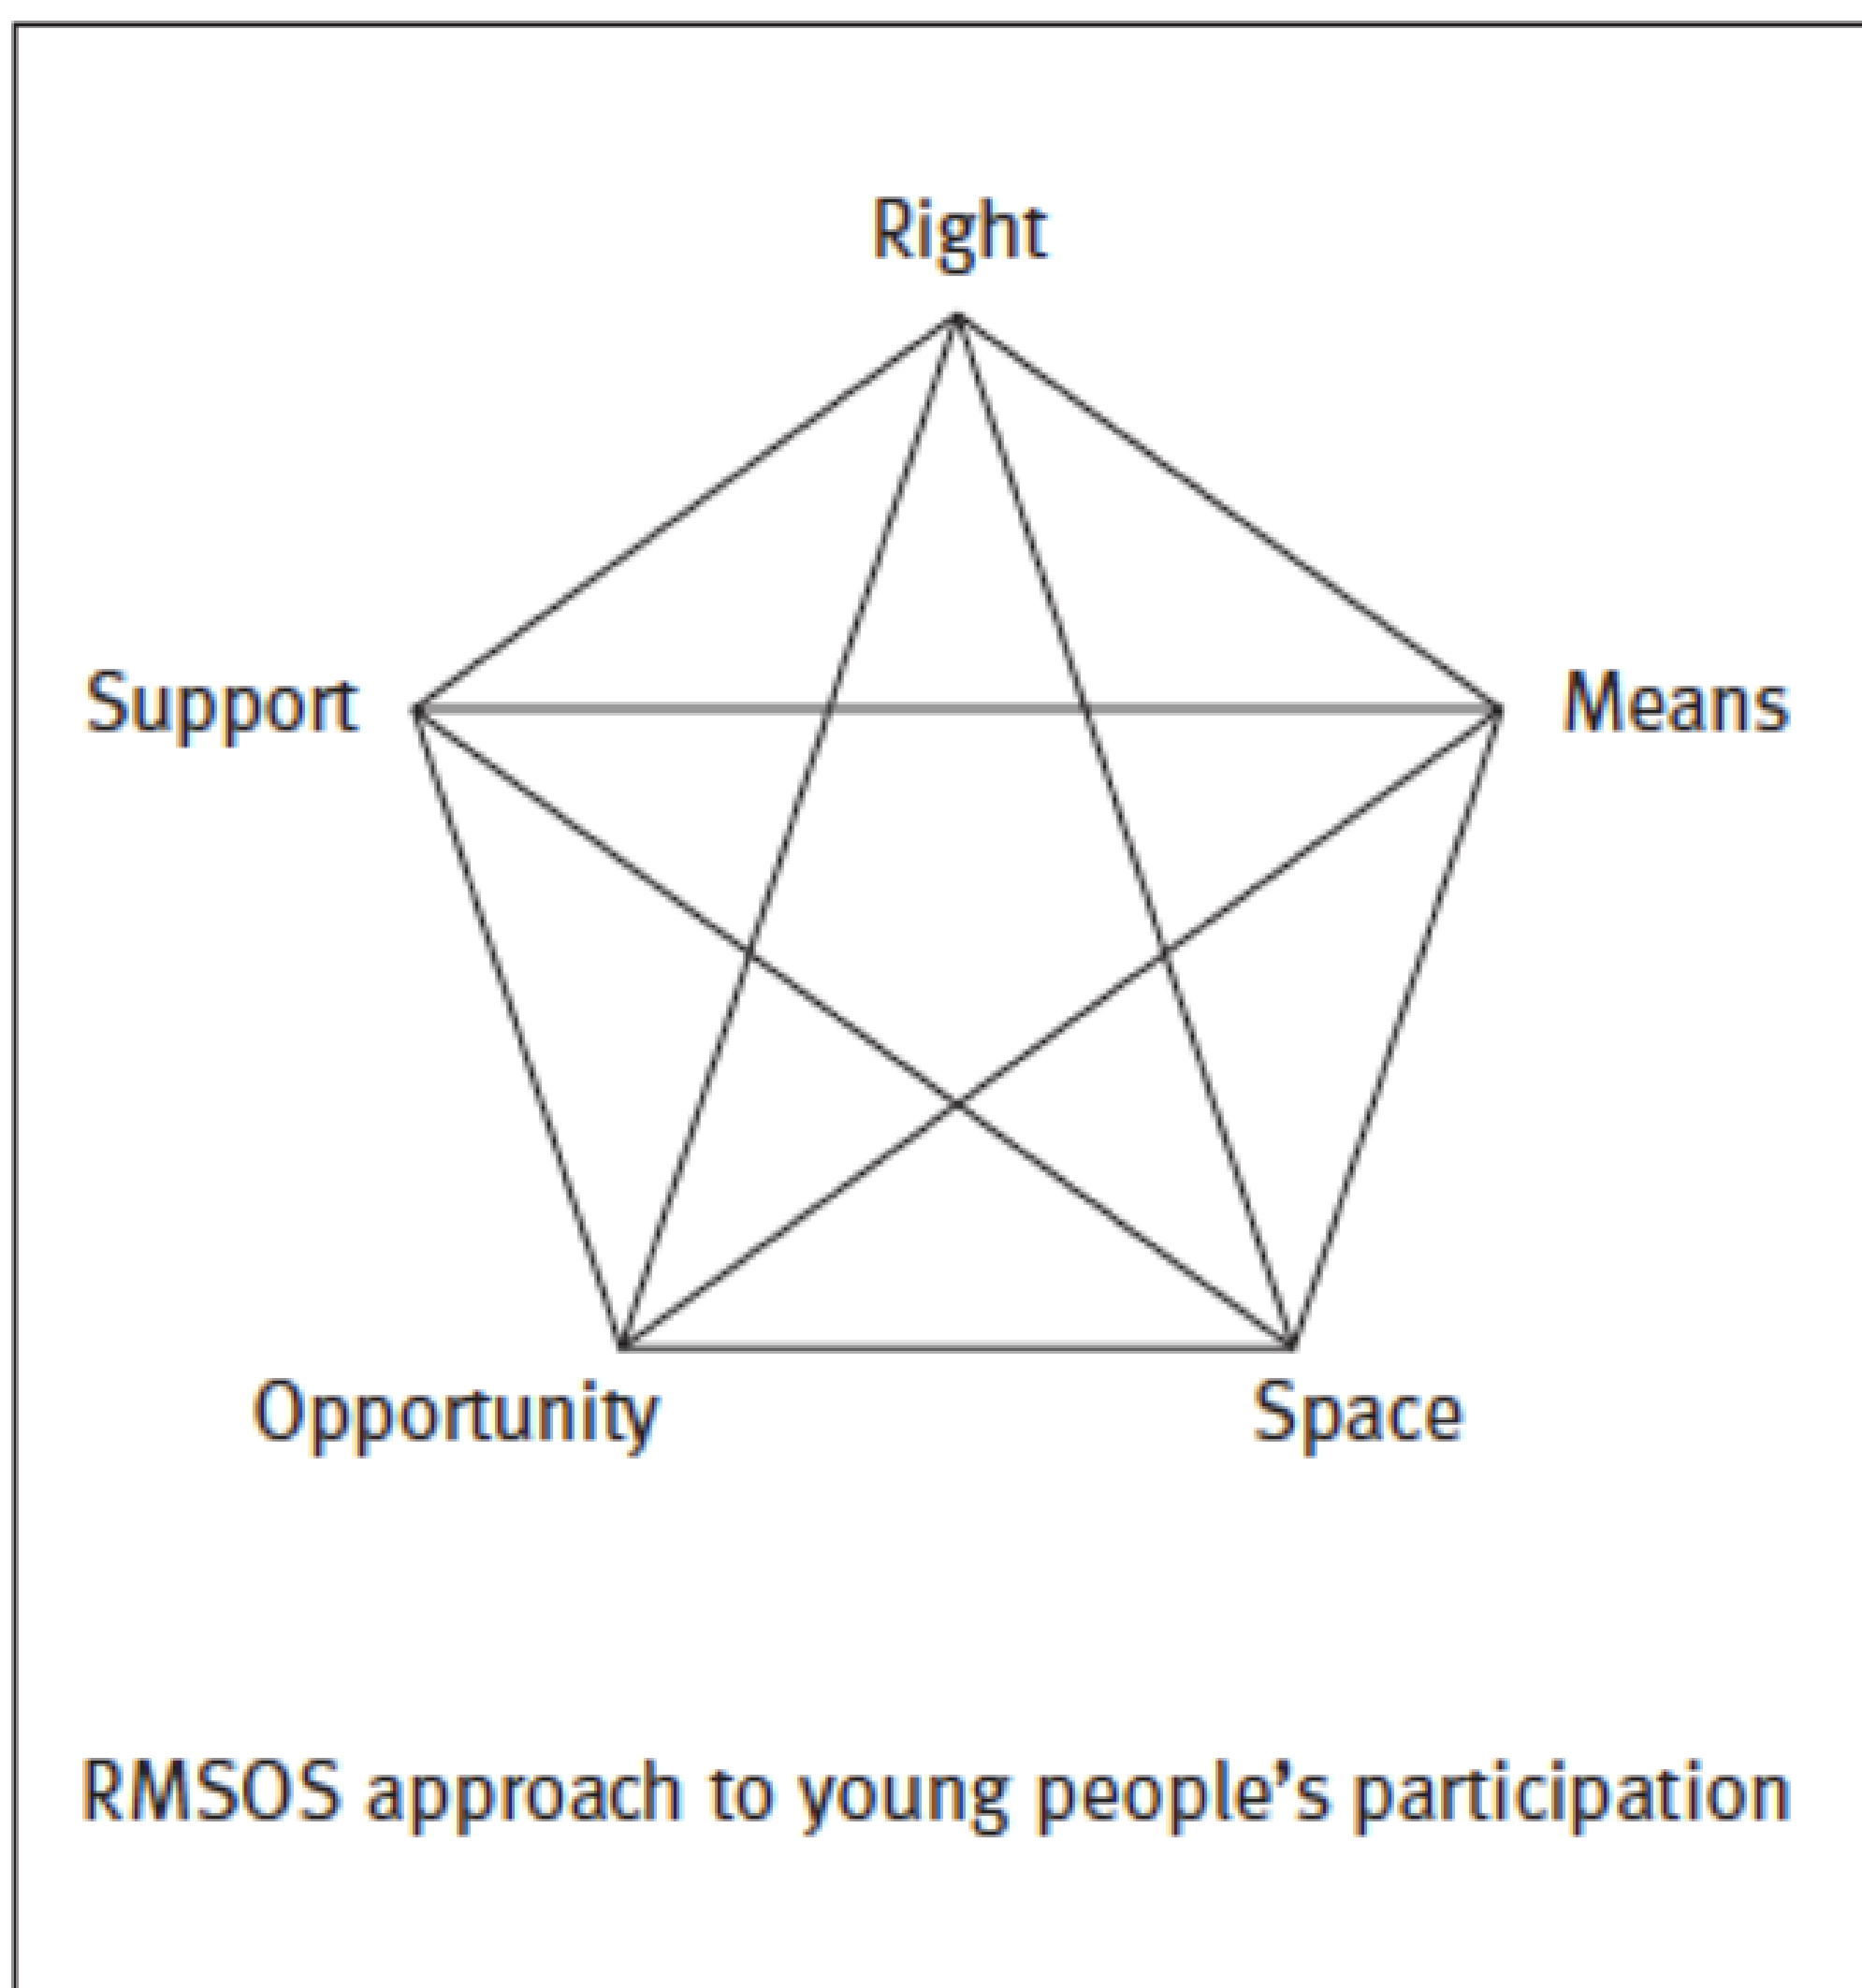 Right
Support
Means
Opportunity
Space
RMSOS approach to young people’s participation